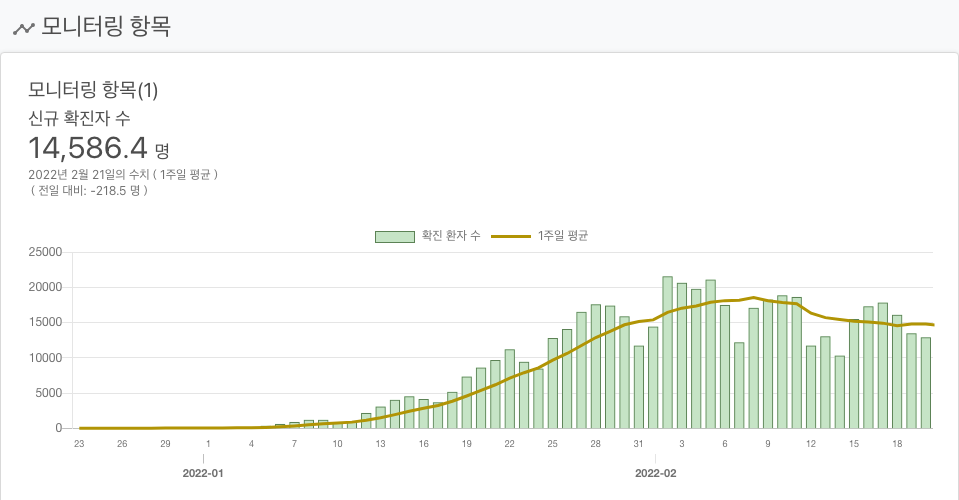 모니터링 항목
모니터링 항목(1)
신규 확진자 수
14,586.4 명
2022년 2월 21일의 수치 ( 1주일 평균 )
( 전일 대비: -218.5 명 )
확진 환자 수 1주일 평균
25000
20000
15000
10000
5000
0
23 26 29 1 4 7 10 13 16 19 22 25 28 31 3 6 9 12 15 18
2022-01 2022-02